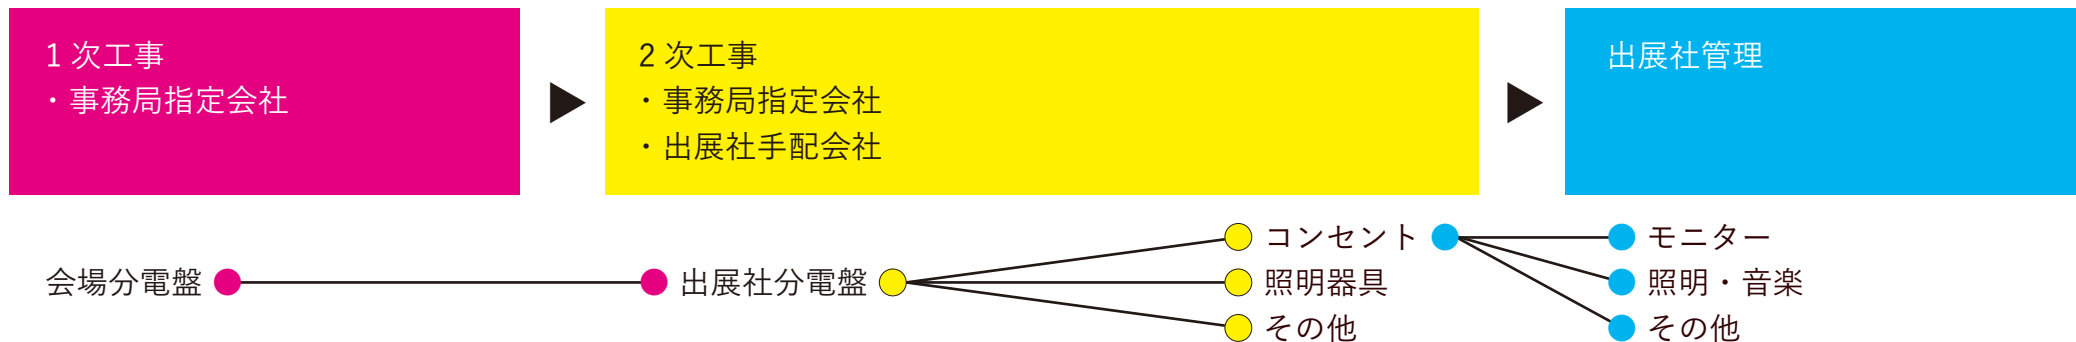 1 次工事
・事務局指定会社
2 次工事
・事務局指定会社
・出展社手配会社
出展社管理
会場分電盤
出展社分電盤
コンセント
照明器具
その他
モニター
照明・音楽
その他